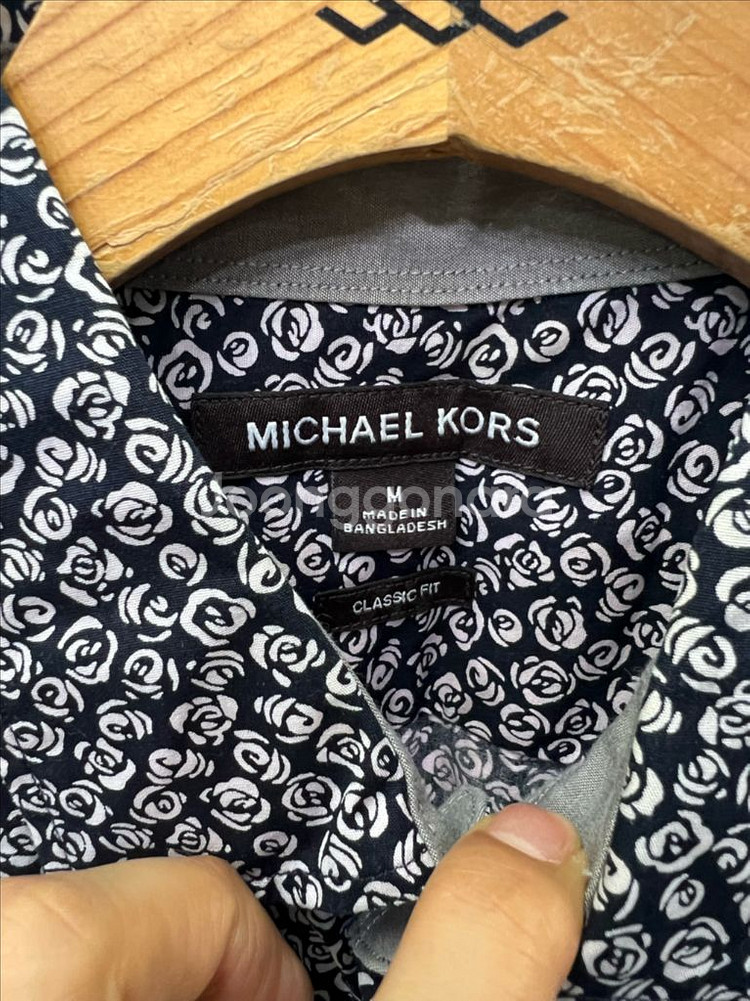 MICHAEL KORS
M
MADE IN
BANGLADESH
CLASSIC FIT